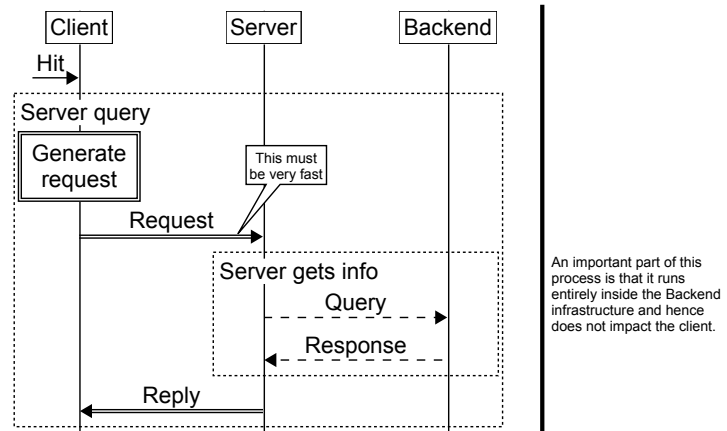 Client
Server
Backend
Hit
Server query
Generate
request
This must
be very fast
Request
Server gets info
Query
Response
Reply
An important part of this
process is that it runs
entirely inside the Backend
infrastructure and hence
does not impact the client.